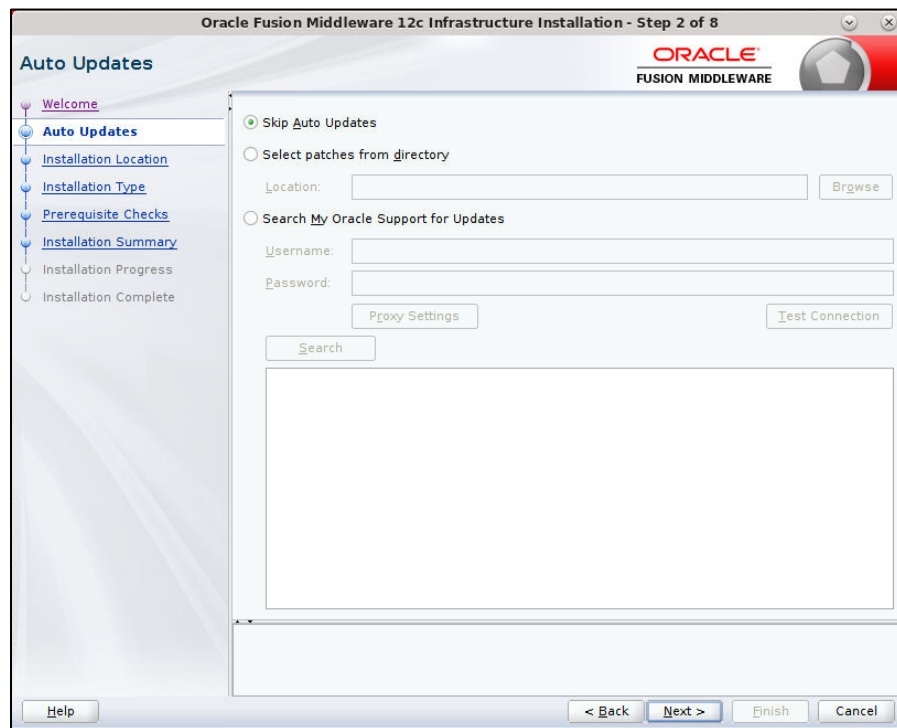 Oracle Fusion Middleware 12c Infrastructure Installation - Step 2 of 8
Auto Updates
ORACLE
FUSION MIDDLEWARE
Welcome
Auto Updates
Installation Location
Installation Type
Prerequisite Checks
Installation Summary
Installation Progress
Installation Complete
Skip Auto Updates
Select patches from directory
Location:
Browse
Search My Oracle Support for Updates
Username:
Password:
Proxy Settings
Test Connection
Search
Help
< Back
Next >
Finish
Cancel